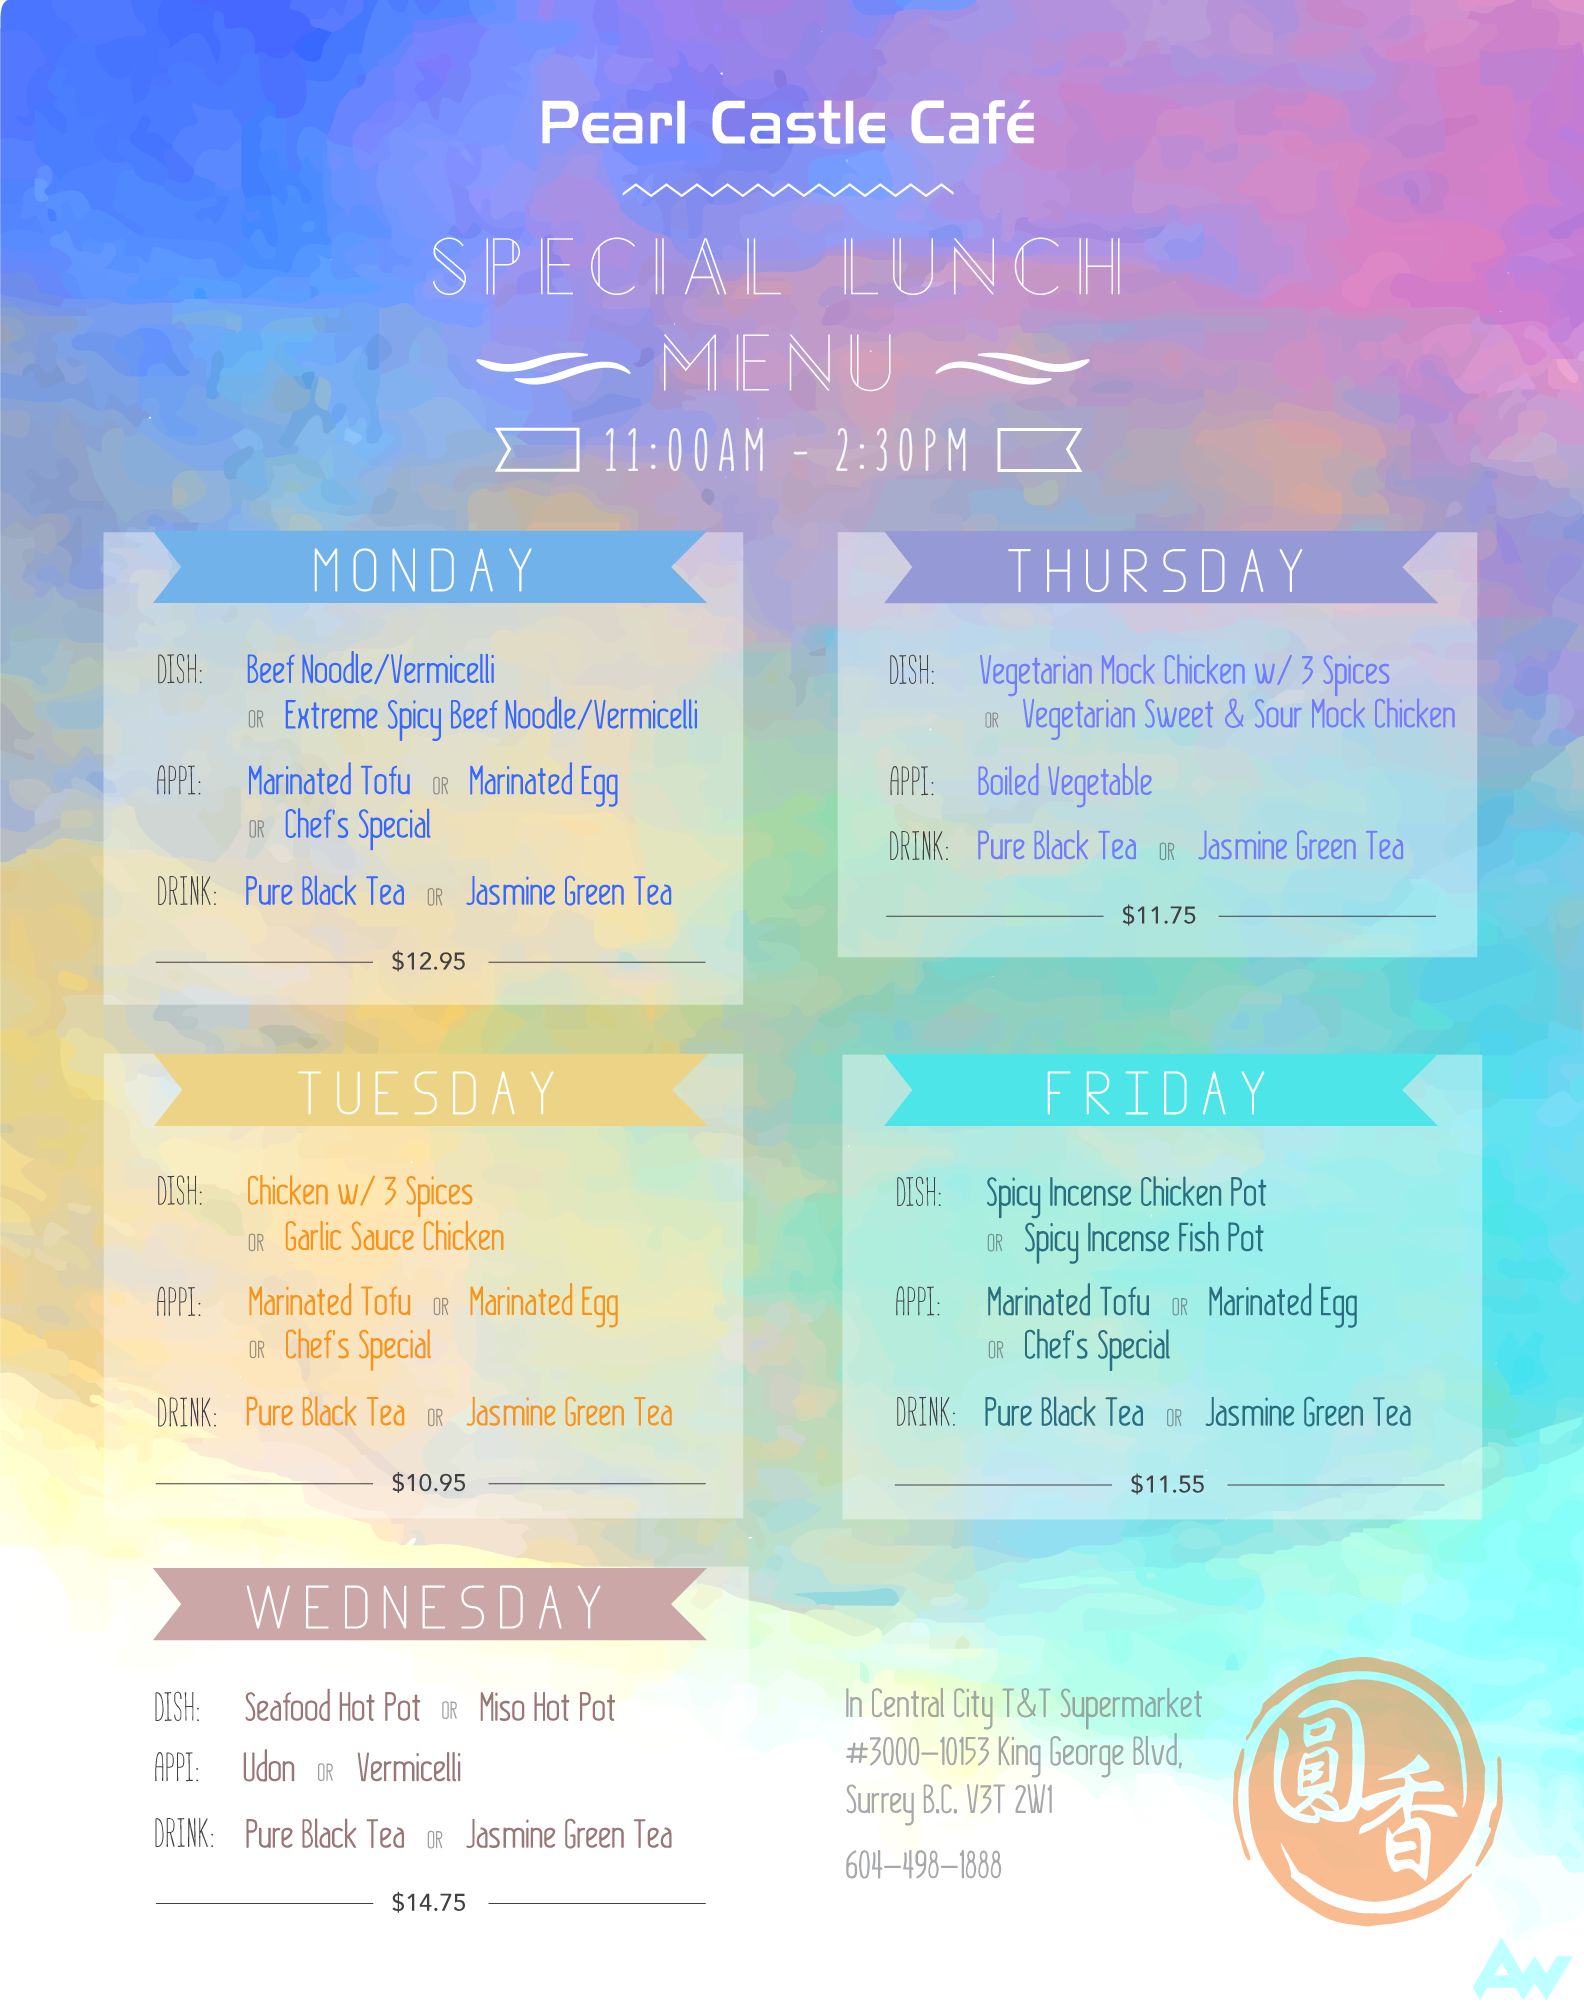 Pearl Castle Café
SPECIAL LUNCH
MENU
11:00AM - 2:30PM
MONDAY
DISH: Beef Noodle/Vermicelli
OR Extreme Spicy Beef Noodle/Vermicelli
APPI: Marinated Tofu OR Marinated Egg
OR Chef's Special
DRINK: Pure Black Tea OR Jasmine Green Tea
$12.95
TUESDAY
DISH: Chicken w/ 3 Spices
OR Garlic Sauce Chicken
APPI: Marinated Tofu OR Marinated Egg
OR Chef's Special
DRINK: Pure Black Tea OR Jasmine Green Tea
$10.95
WEDNESDAY
DISH: Seafood Hot Pot OR Miso Hot Pot
APPI: Udon OR Vermicelli
DRINK: Pure Black Tea OR Jasmine Green Tea
$14.75
THURSDAY
DISH: Vegetarian Mock Chicken w/ 3 Spices
OR Vegetarian Sweet & Sour Mock Chicken
APPI: Boiled Vegetable
DRINK: Pure Black Tea OR Jasmine Green Tea
$11.75
FRIDAY
DISH: Spicy Incense Chicken Pot
OR Spicy Incense Fish Pot
APPI: Marinated Tofu OR Marinated Egg
OR Chef's Special
DRINK: Pure Black Tea OR Jasmine Green Tea
$11.55
In Central City T&T Supermarket
#3000-10153 King George Blvd,
Surrey B.C. V3T 2W1
604-498-1888
圓香
AW